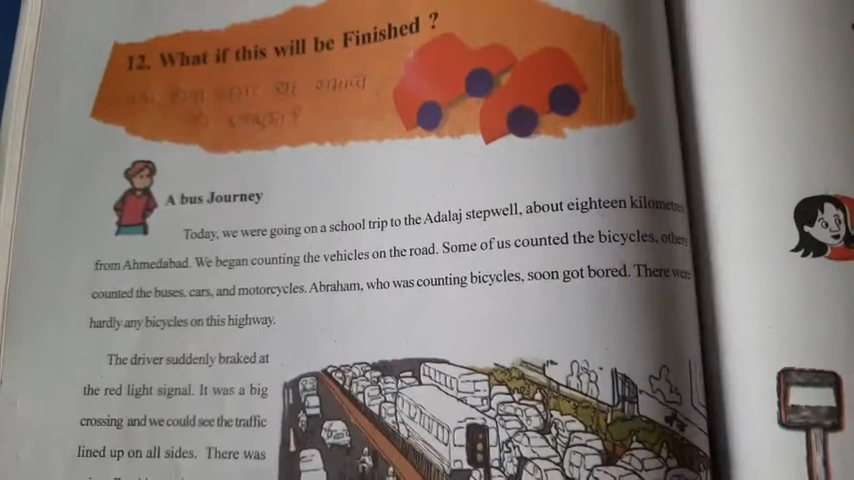 12. What if this will be Finished ?
A bus Journey
Today, we were going on a school trip to the Adalaj stepwell, about eighteen kilometres
from Ahmedabad. We began counting the vehicles on the road. Some of us counted the bicycles, others
counted the buses, cars, and motorcycles. Abraham, who was counting bicycles, soon got bored. There were
hardly any bicycles on this highway.
The driver suddenly braked at
the red light signal. It was a big
crossing and we could see the traffic
lined up on all sides. There was